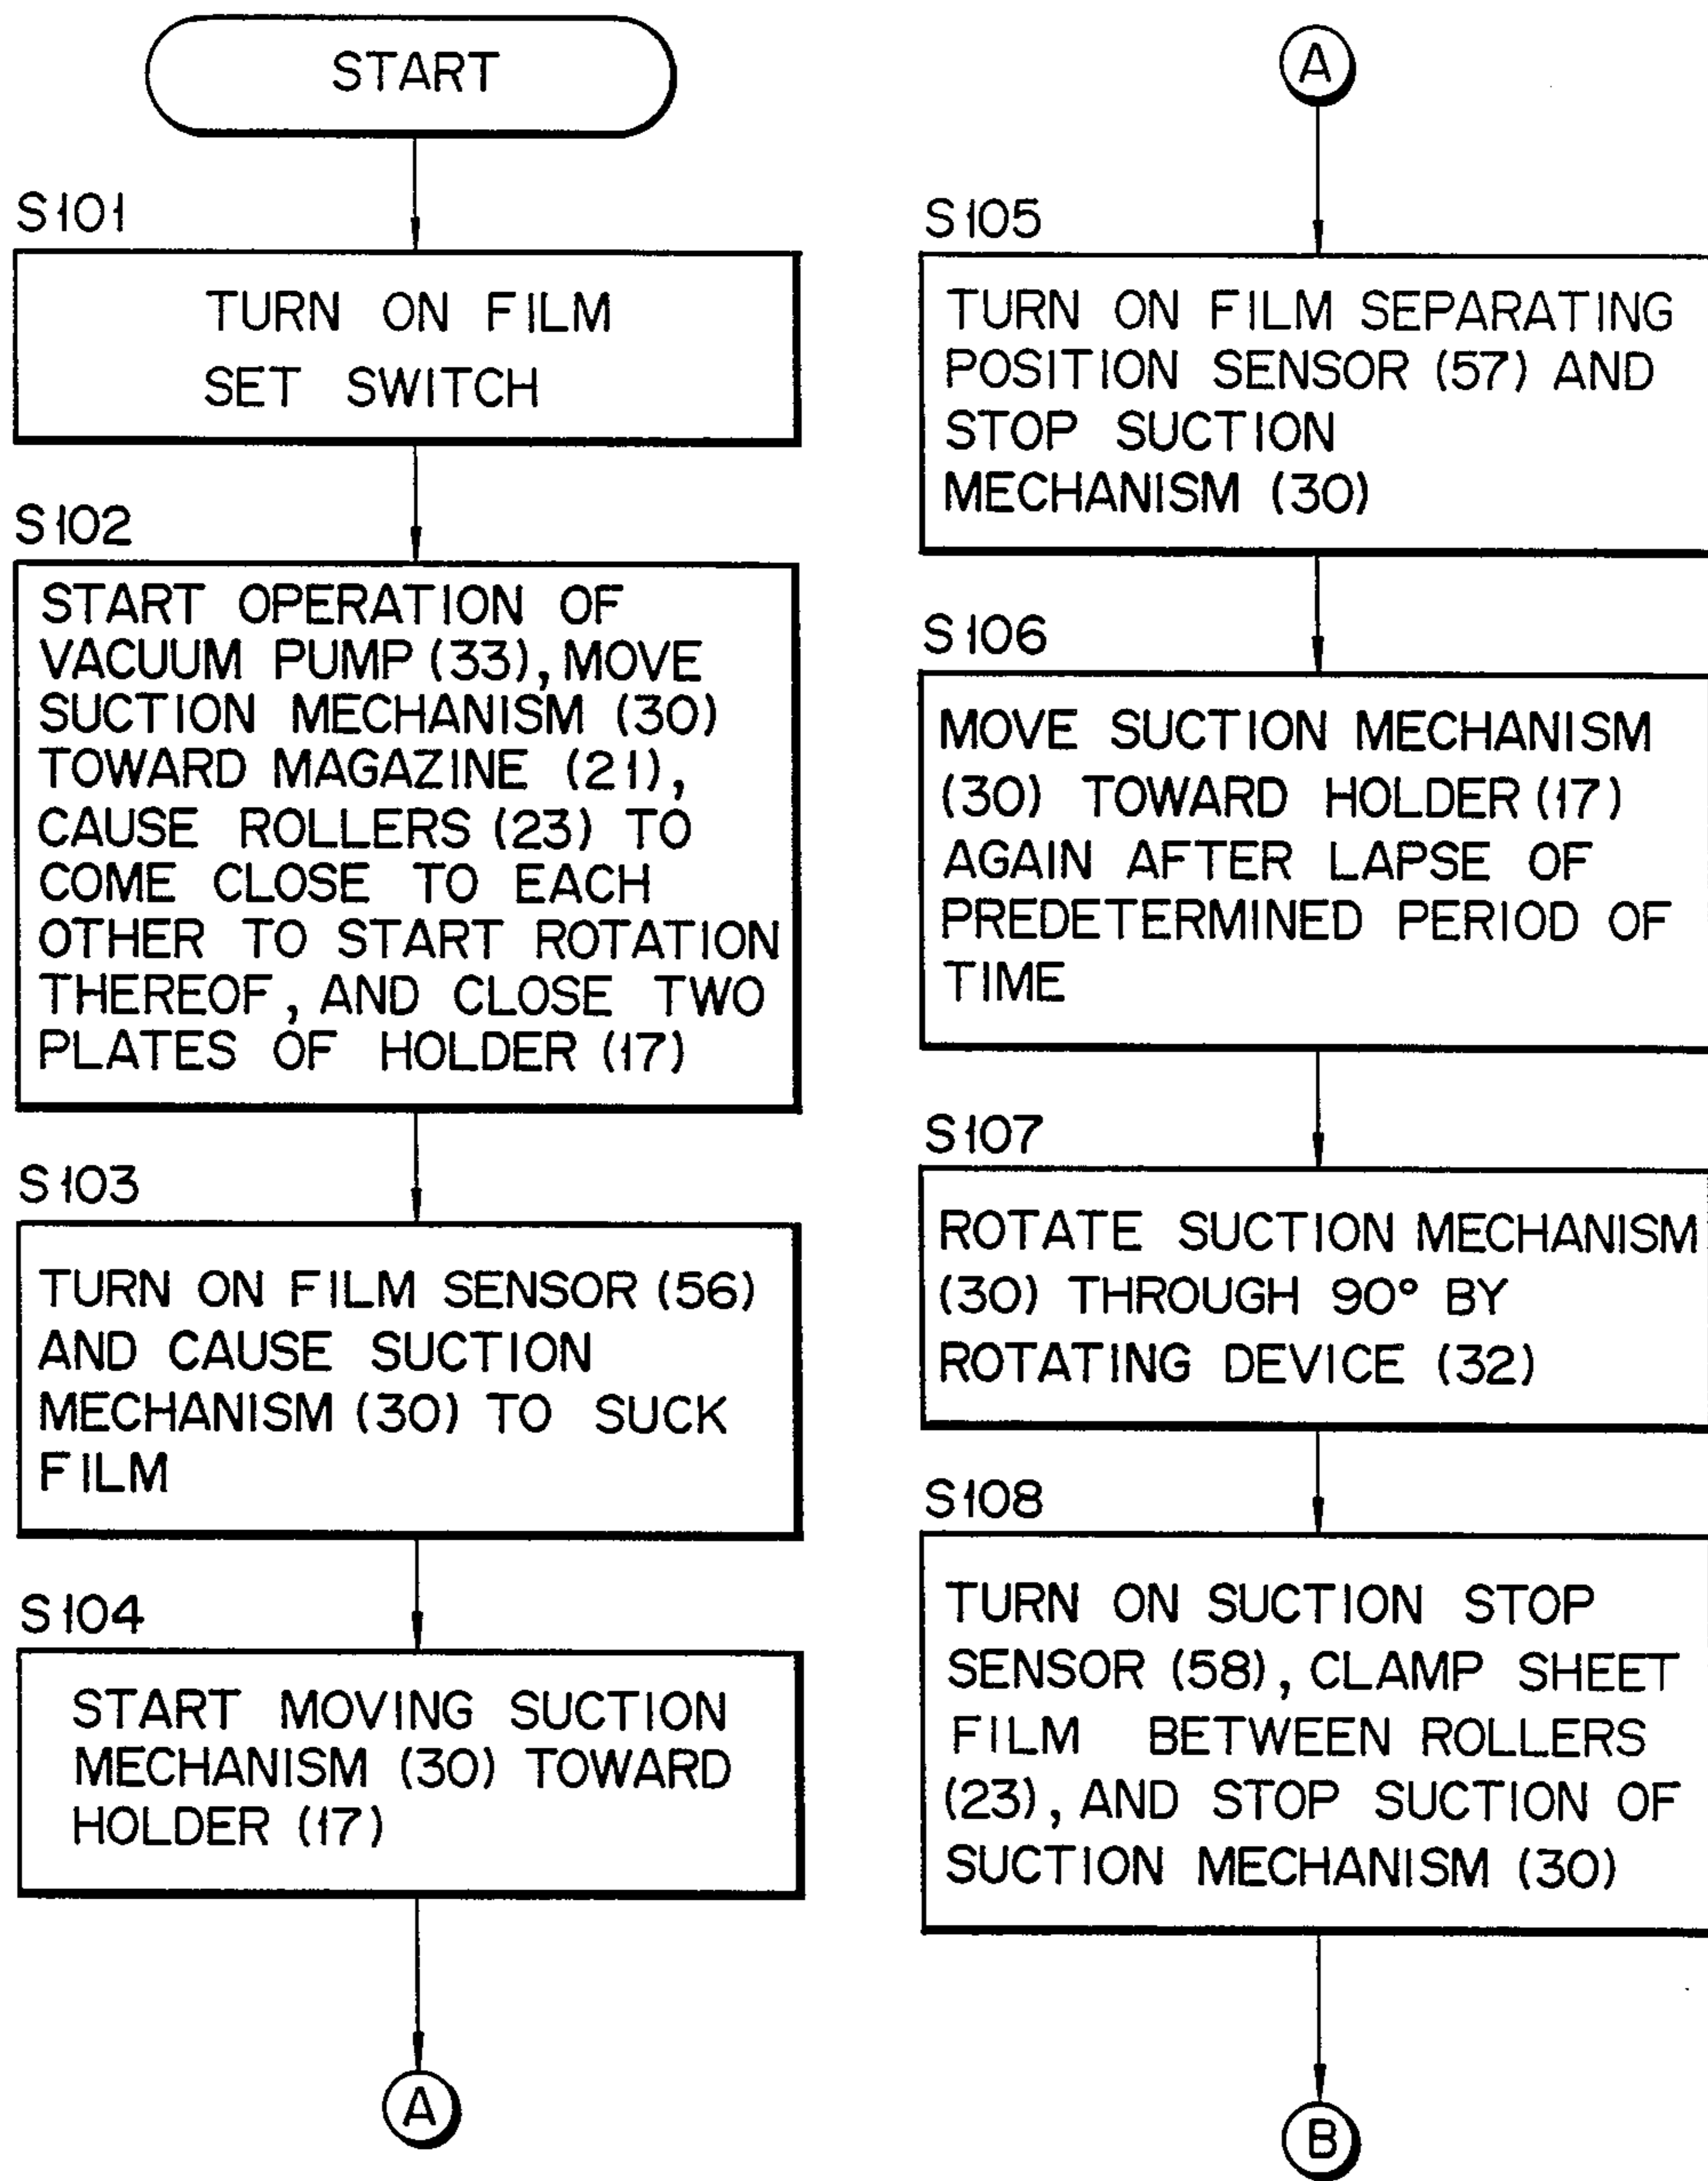 START
S101
TURN ON FILM
SET SWITCH
S102
START OPERATION OF
VACUUM PUMP (33), MOVE
SUCTION MECHANISM (30)
TOWARD MAGAZINE (21),
CAUSE ROLLERS (23) TO
COME CLOSE TO EACH
OTHER TO START ROTATION
THEREOF, AND CLOSE TWO
PLATES OF HOLDER (17)
S103
TURN ON FILM SENSOR (56)
AND CAUSE SUCTION
MECHANISM (30) TO SUCK
FILM
S104
START MOVING SUCTION
MECHANISM (30) TOWARD
HOLDER (17)
A
A
S105
TURN ON FILM SEPARATING
POSITION SENSOR (57) AND
STOP SUCTION
MECHANISM (30)
S106
MOVE SUCTION MECHANISM
(30) TOWARD HOLDER (17)
AGAIN AFTER LAPSE OF
PREDETERMINED PERIOD OF
TIME
S107
ROTATE SUCTION MECHANISM
(30) THROUGH 90° BY
ROTATING DEVICE (32)
S108
TURN ON SUCTION STOP
SENSOR (58), CLAMP SHEET
FILM BETWEEN ROLLERS
(23), AND STOP SUCTION OF
SUCTION MECHANISM (30)
B